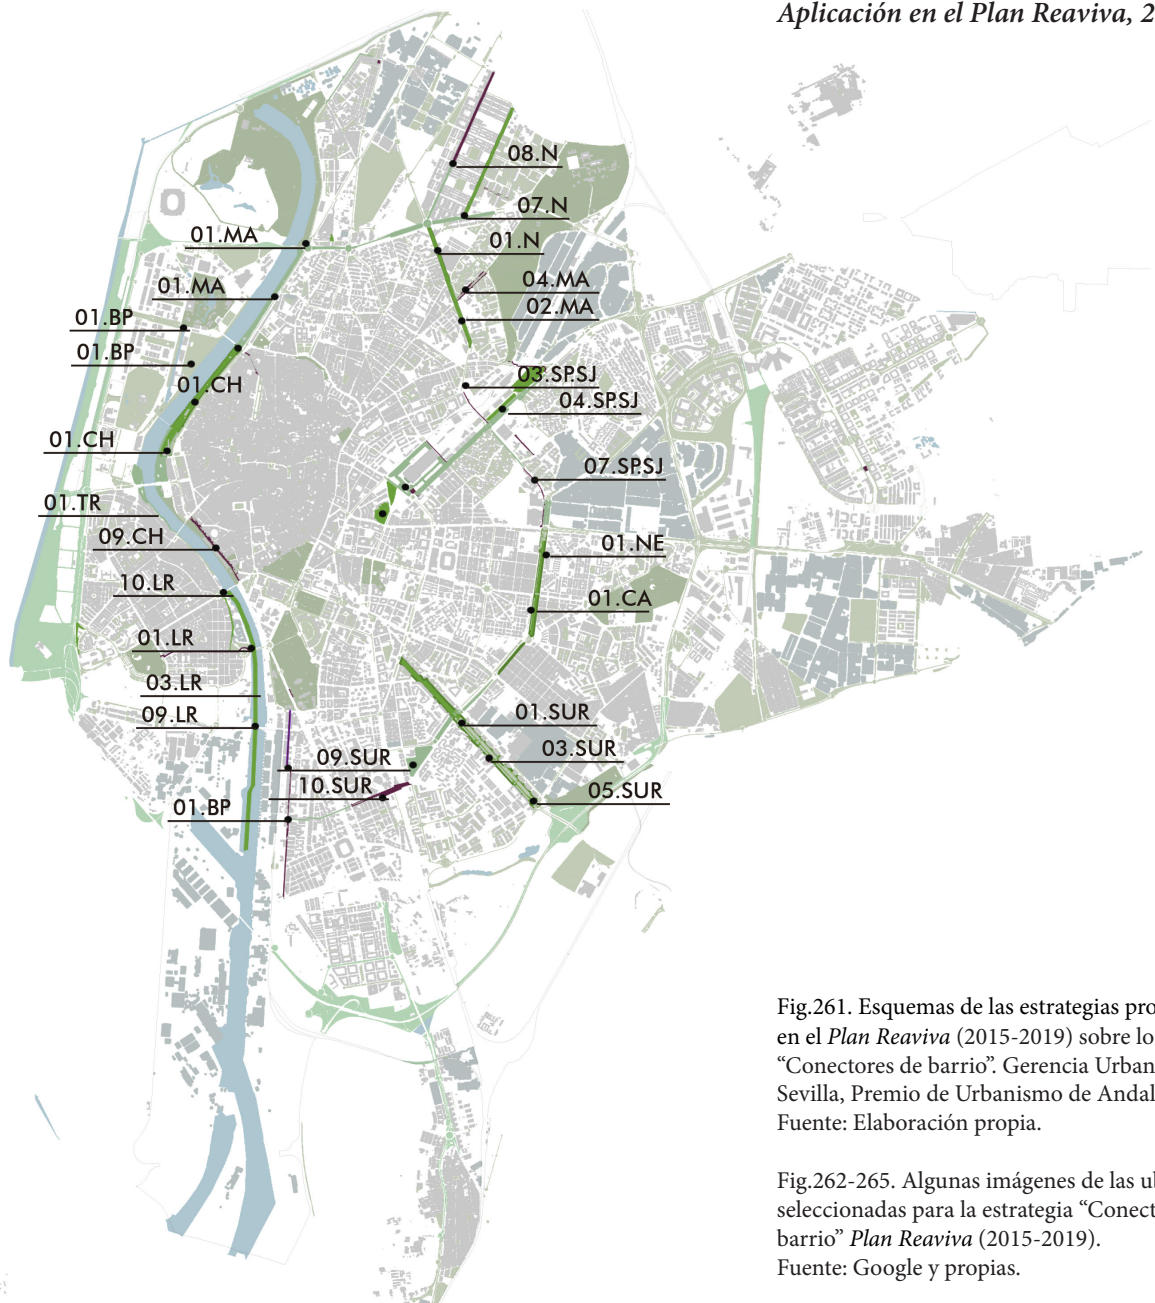 Aplicación en el Plan Reaviva, 2
08.N
07.N
01.MA
01.N
04.MA
01.MA
02.MA
01.BP
01.BP
03.SP.SJ
01.CH
04.SP.SJ
01.CH
07.SP.SJ
01.TR
09.CH
01.NE
10.LR
01.CA
01.LR
03.LR
09.LR
01.SUR
03.SUR
09.SUR
10.SUR
05.SUR
01.BP
Fig.261. Esquemas de las estrategias pro
en el Plan Reaviva (2015-2019) sobre lo
“Conectores de barrio”. Gerencia Urban
Sevilla, Premio de Urbanismo de Andal
Fuente: Elaboración propia.
Fig.262-265. Algunas imágenes de las ub
seleccionadas para la estrategia “Conect
barrio” Plan Reaviva (2015-2019).
Fuente: Google y propias.